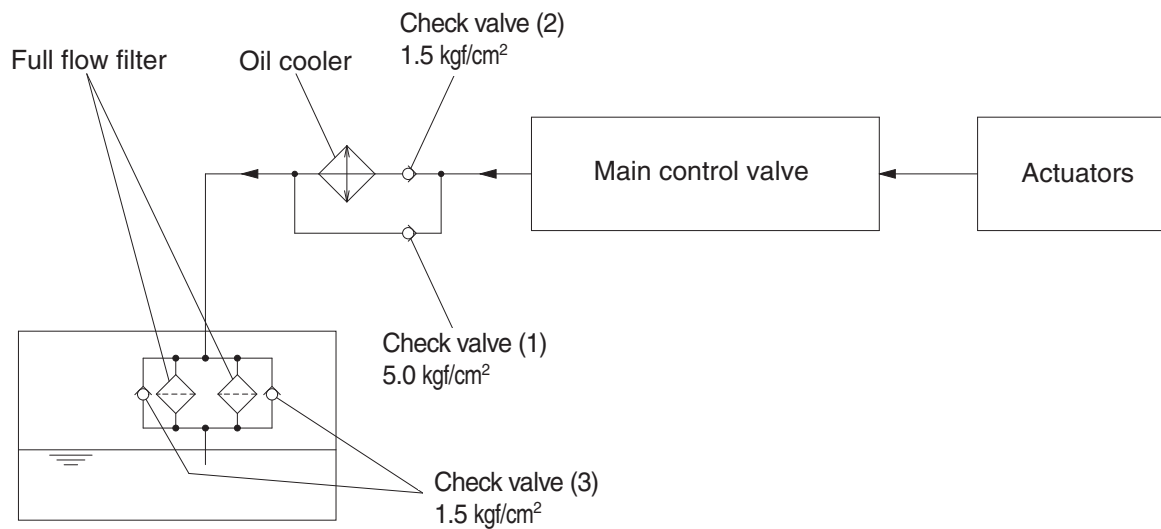 Check valve (2)
1.5 kgf/cm²
Full flow filter
Oil cooler
Main control valve
Actuators
Check valve (1)
5.0 kgf/cm²
Check valve (3)
1.5 kgf/cm²